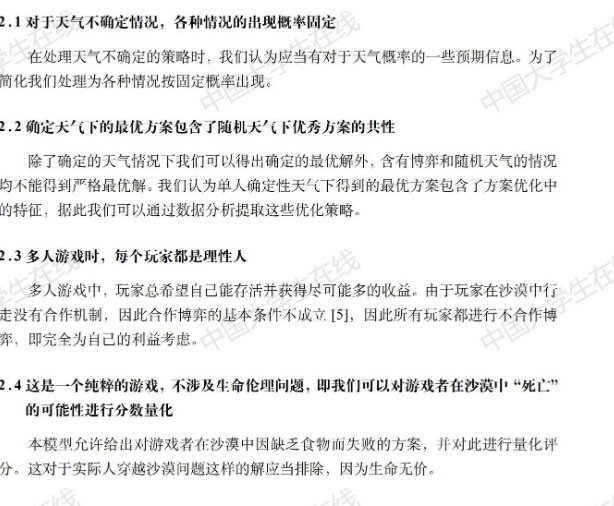 2.1 对于天气不确定情况，各种情况的出现概率固定
在处理天气不确定的策略时，我们认为应当有对于天气概率的一些预期信息。为了
简化我们处理为各种情况按固定概率出现。
2.2 确定天气下的最优方案包含了随机天气下优秀方案的共性
除了确定的天气情况下我们可以得出确定的最优解外，含有博弈和随机天气的情况
均不能得到严格最优解。我们认为单人确定性天气下得到的最优方案包含了方案优化中
的特征，据此我们可以通过数据分析提取这些优化策略。
2.3 多人游戏时，每个玩家都是理性人
多人游戏中，玩家总希望自己能存活并获得尽可能多的收益。由于玩家在沙漠中行
走没有合作机制，因此合作博弈的基本条件不成立 [5]，因此所有玩家都进行不合作博
弈，即完全为自己的利益考虑。
2.4 这是一个纯粹的游戏，不涉及生命伦理问题，即我们可以对游戏者在沙漠中“死亡”
的可能性进行分数量化
本模型允许给出对游戏者在沙漠中因缺乏食物而失败的方案，并对此进行量化评
分。这对于实际人穿越沙漠问题这样的解应当排除，因为生命无价。
中国大学生在线
中国大学生在线
中国大学生在线
中国大学生在线